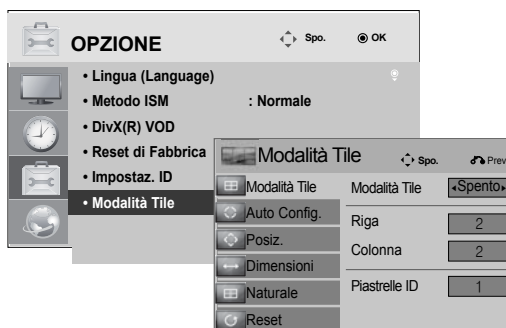 OPZIONE Spo. OK
• Lingua (Language)
• Metodo ISM : Normale
• DivX(R) VOD
• Reset di Fabbrica
• Impostaz. ID
• Modalità Tile
Modalità Tile Spo. Prev
Modalità Tile
Auto Config.
Posiz.
Dimensioni
Naturale
Reset
Modalità Tile Spento
Riga 2
Colonna 2
Piastrelle ID 1